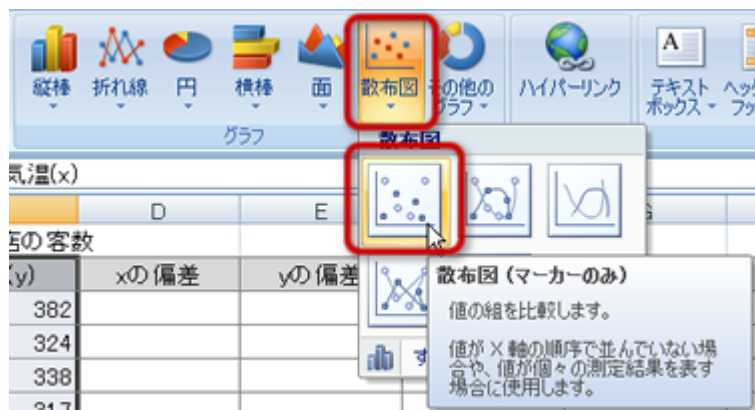 縦棒 折れ線 円 横棒 面 散布図 その他の グラフ ハイパーリンク テキスト ボックス
グラフ
散布図
気温(x)
D E
店の客数
(y) xの偏差 yの偏差
382
324
338
317
散布図 (マーカーのみ)
値の組を比較します。
値が X 軸の順序で並んでいない場
合や、値が個々の測定結果を表す
場合に使用します。